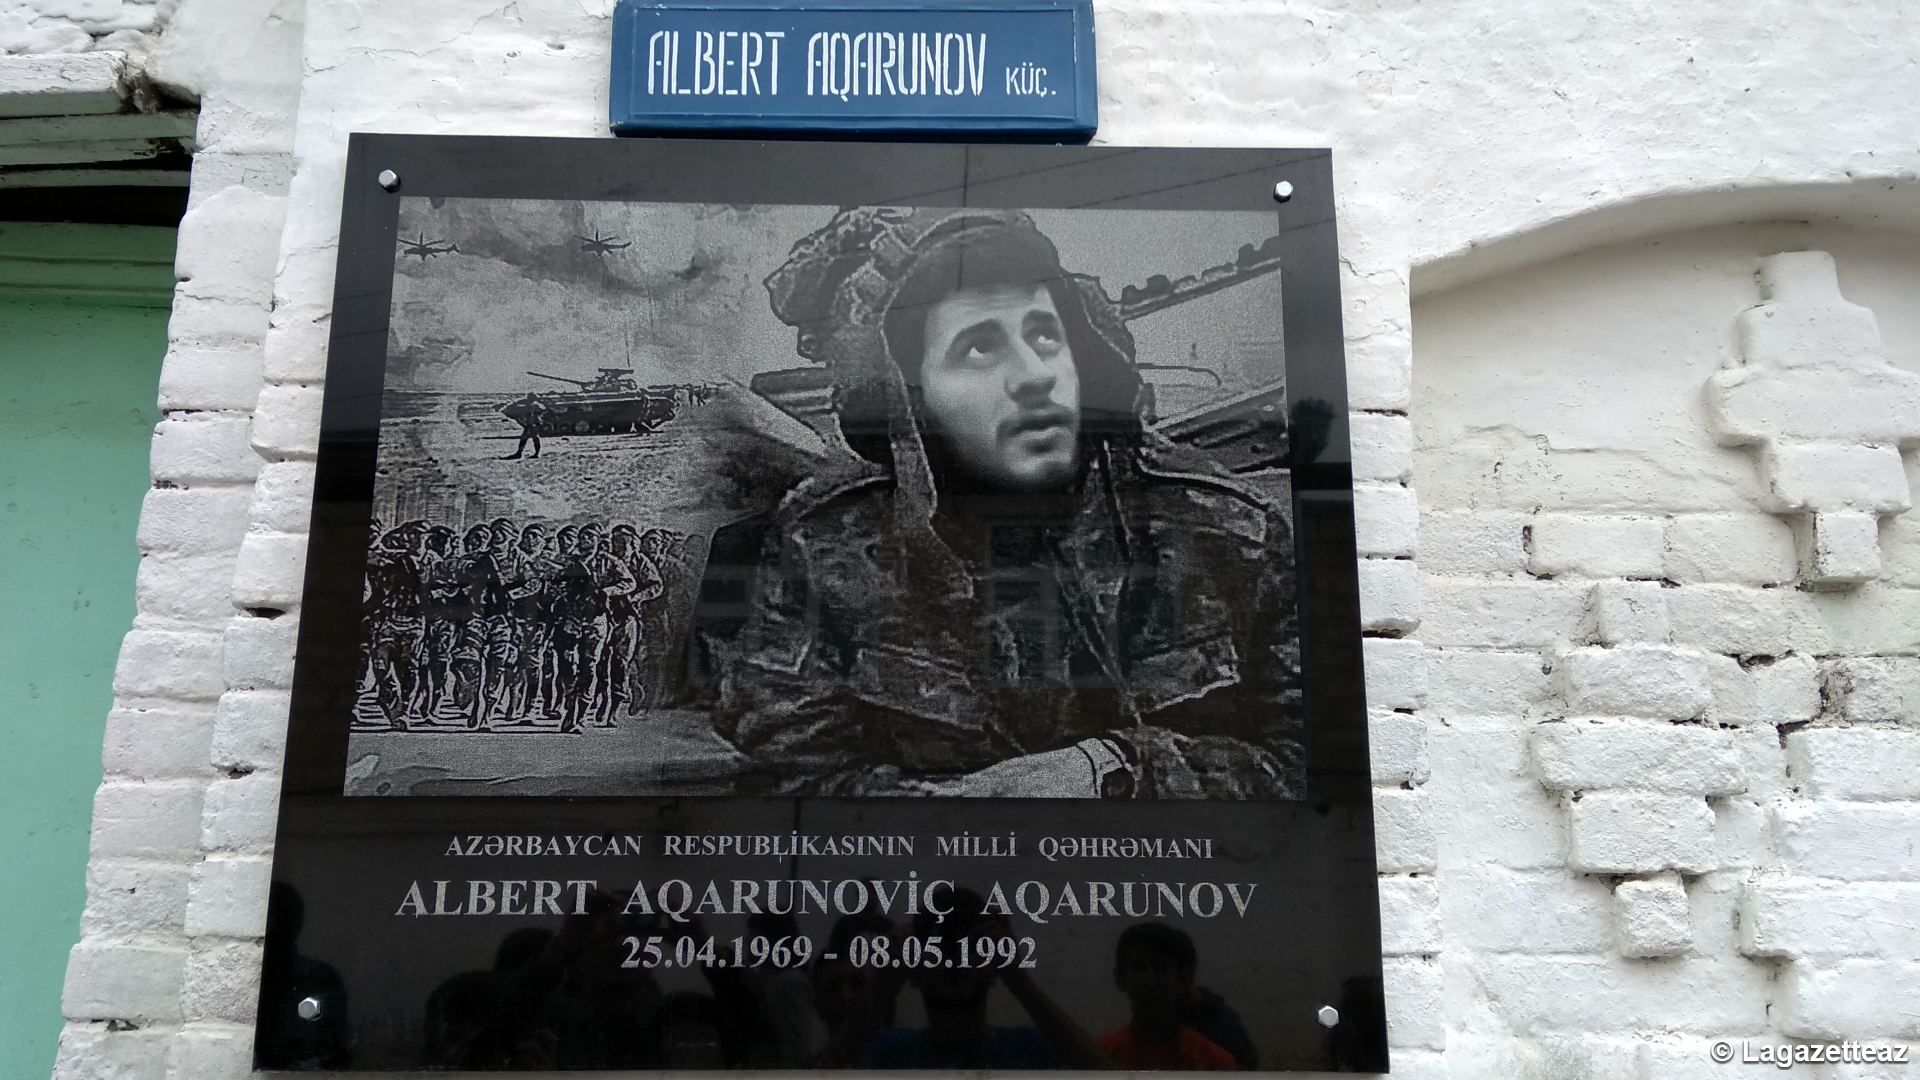 ALBERT AQARUNOV KÜÇ.
AZƏRBAYCAN RESPUBLİKASININ MİLLİ QƏHRƏMANI
ALBERT AQARUNOVİÇ AQARUNOV
25.04.1969 - 08.05.1992
© Lagazetteaz